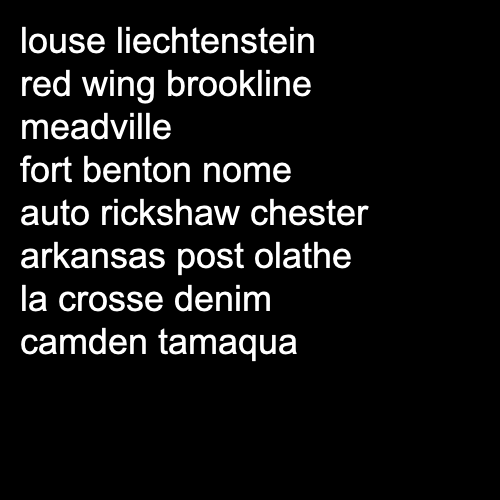 louse liechtenstein
red wing brookline
meadville
fort benton nome
auto rickshaw chester
arkansas post olathe
la crosse denim
camden tamaqua